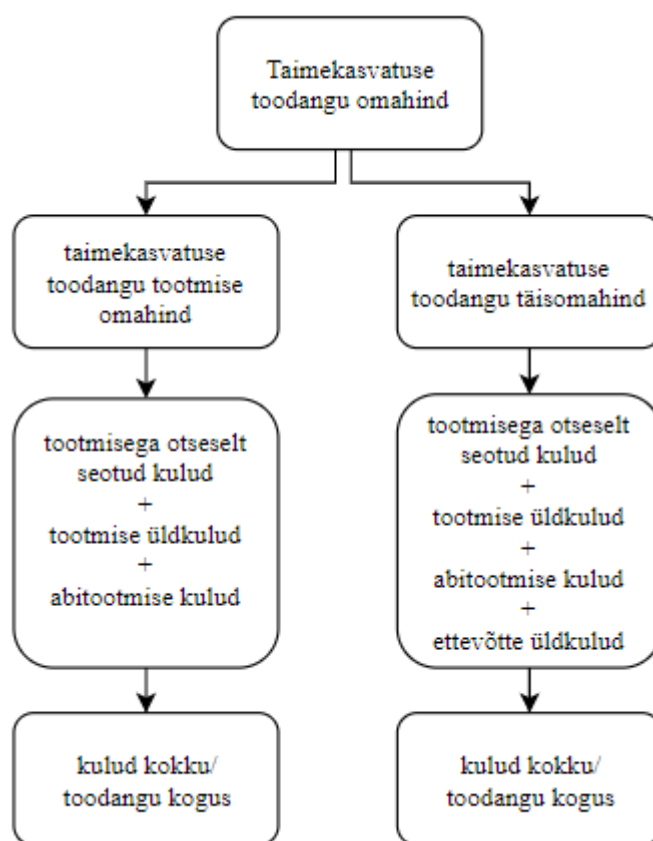 Taimekasvatuse
toodangu omahind
taimekasvatuse
toodangu tootmise
omahind
taimekasvatuse
toodangu täisomahind
tootmisega otseselt
seotud kulud
+
tootmise üldkulud
+
abitootmise kulud
tootmisega otseselt
seotud kulud
+
tootmise üldkulud
+
abitootmise kulud
+
ettevõtte üldkulud
kulud kokku/
toodangu kogus
kulud kokku/
toodangu kogus